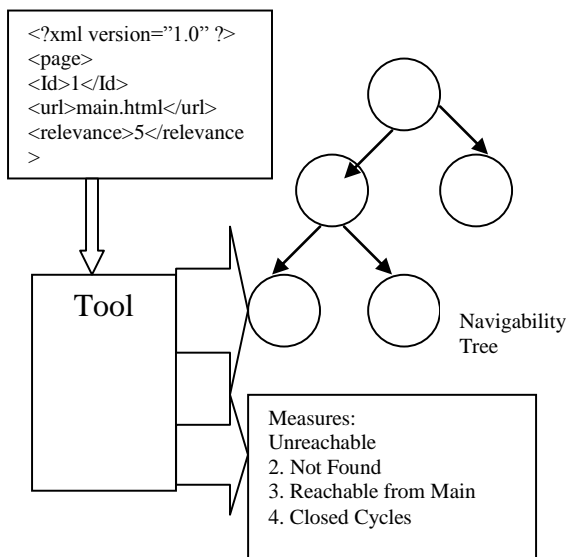 <?xml version=”1.0” ?>
<page>
<Id>1</Id>
<url>main.html</url>
<relevance>5</relevance
>
Tool
Navigability
Tree
Measures:
Unreachable
2. Not Found
3. Reachable from Main
4. Closed Cycles